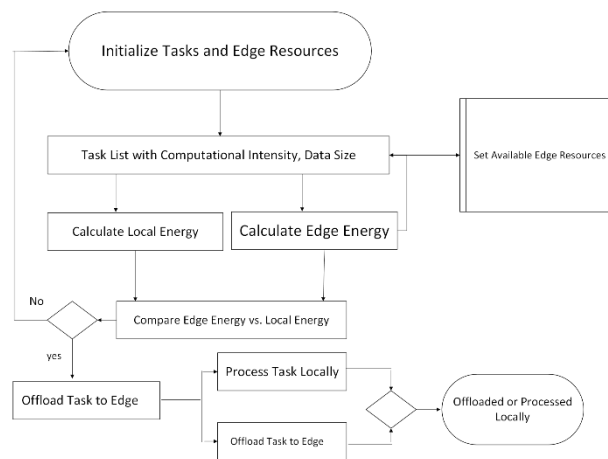 Initialize Tasks and Edge Resources
Task List with Computational Intensity, Data Size
Set Available Edge Resources
Calculate Local Energy
Calculate Edge Energy
No
Compare Edge Energy vs. Local Energy
yes
Process Task Locally
Offload Task to Edge
Offloaded or Processed
Locally
Offload Task to Edge